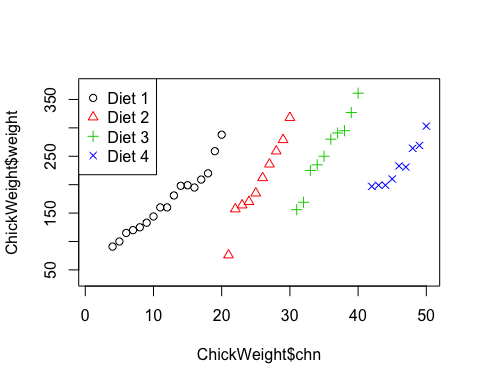 Diet 1
Diet 2
Diet 3
Diet 4
ChickWeight$weight
350
250
150
50
0 10 20 30 40 50
ChickWeight$chn